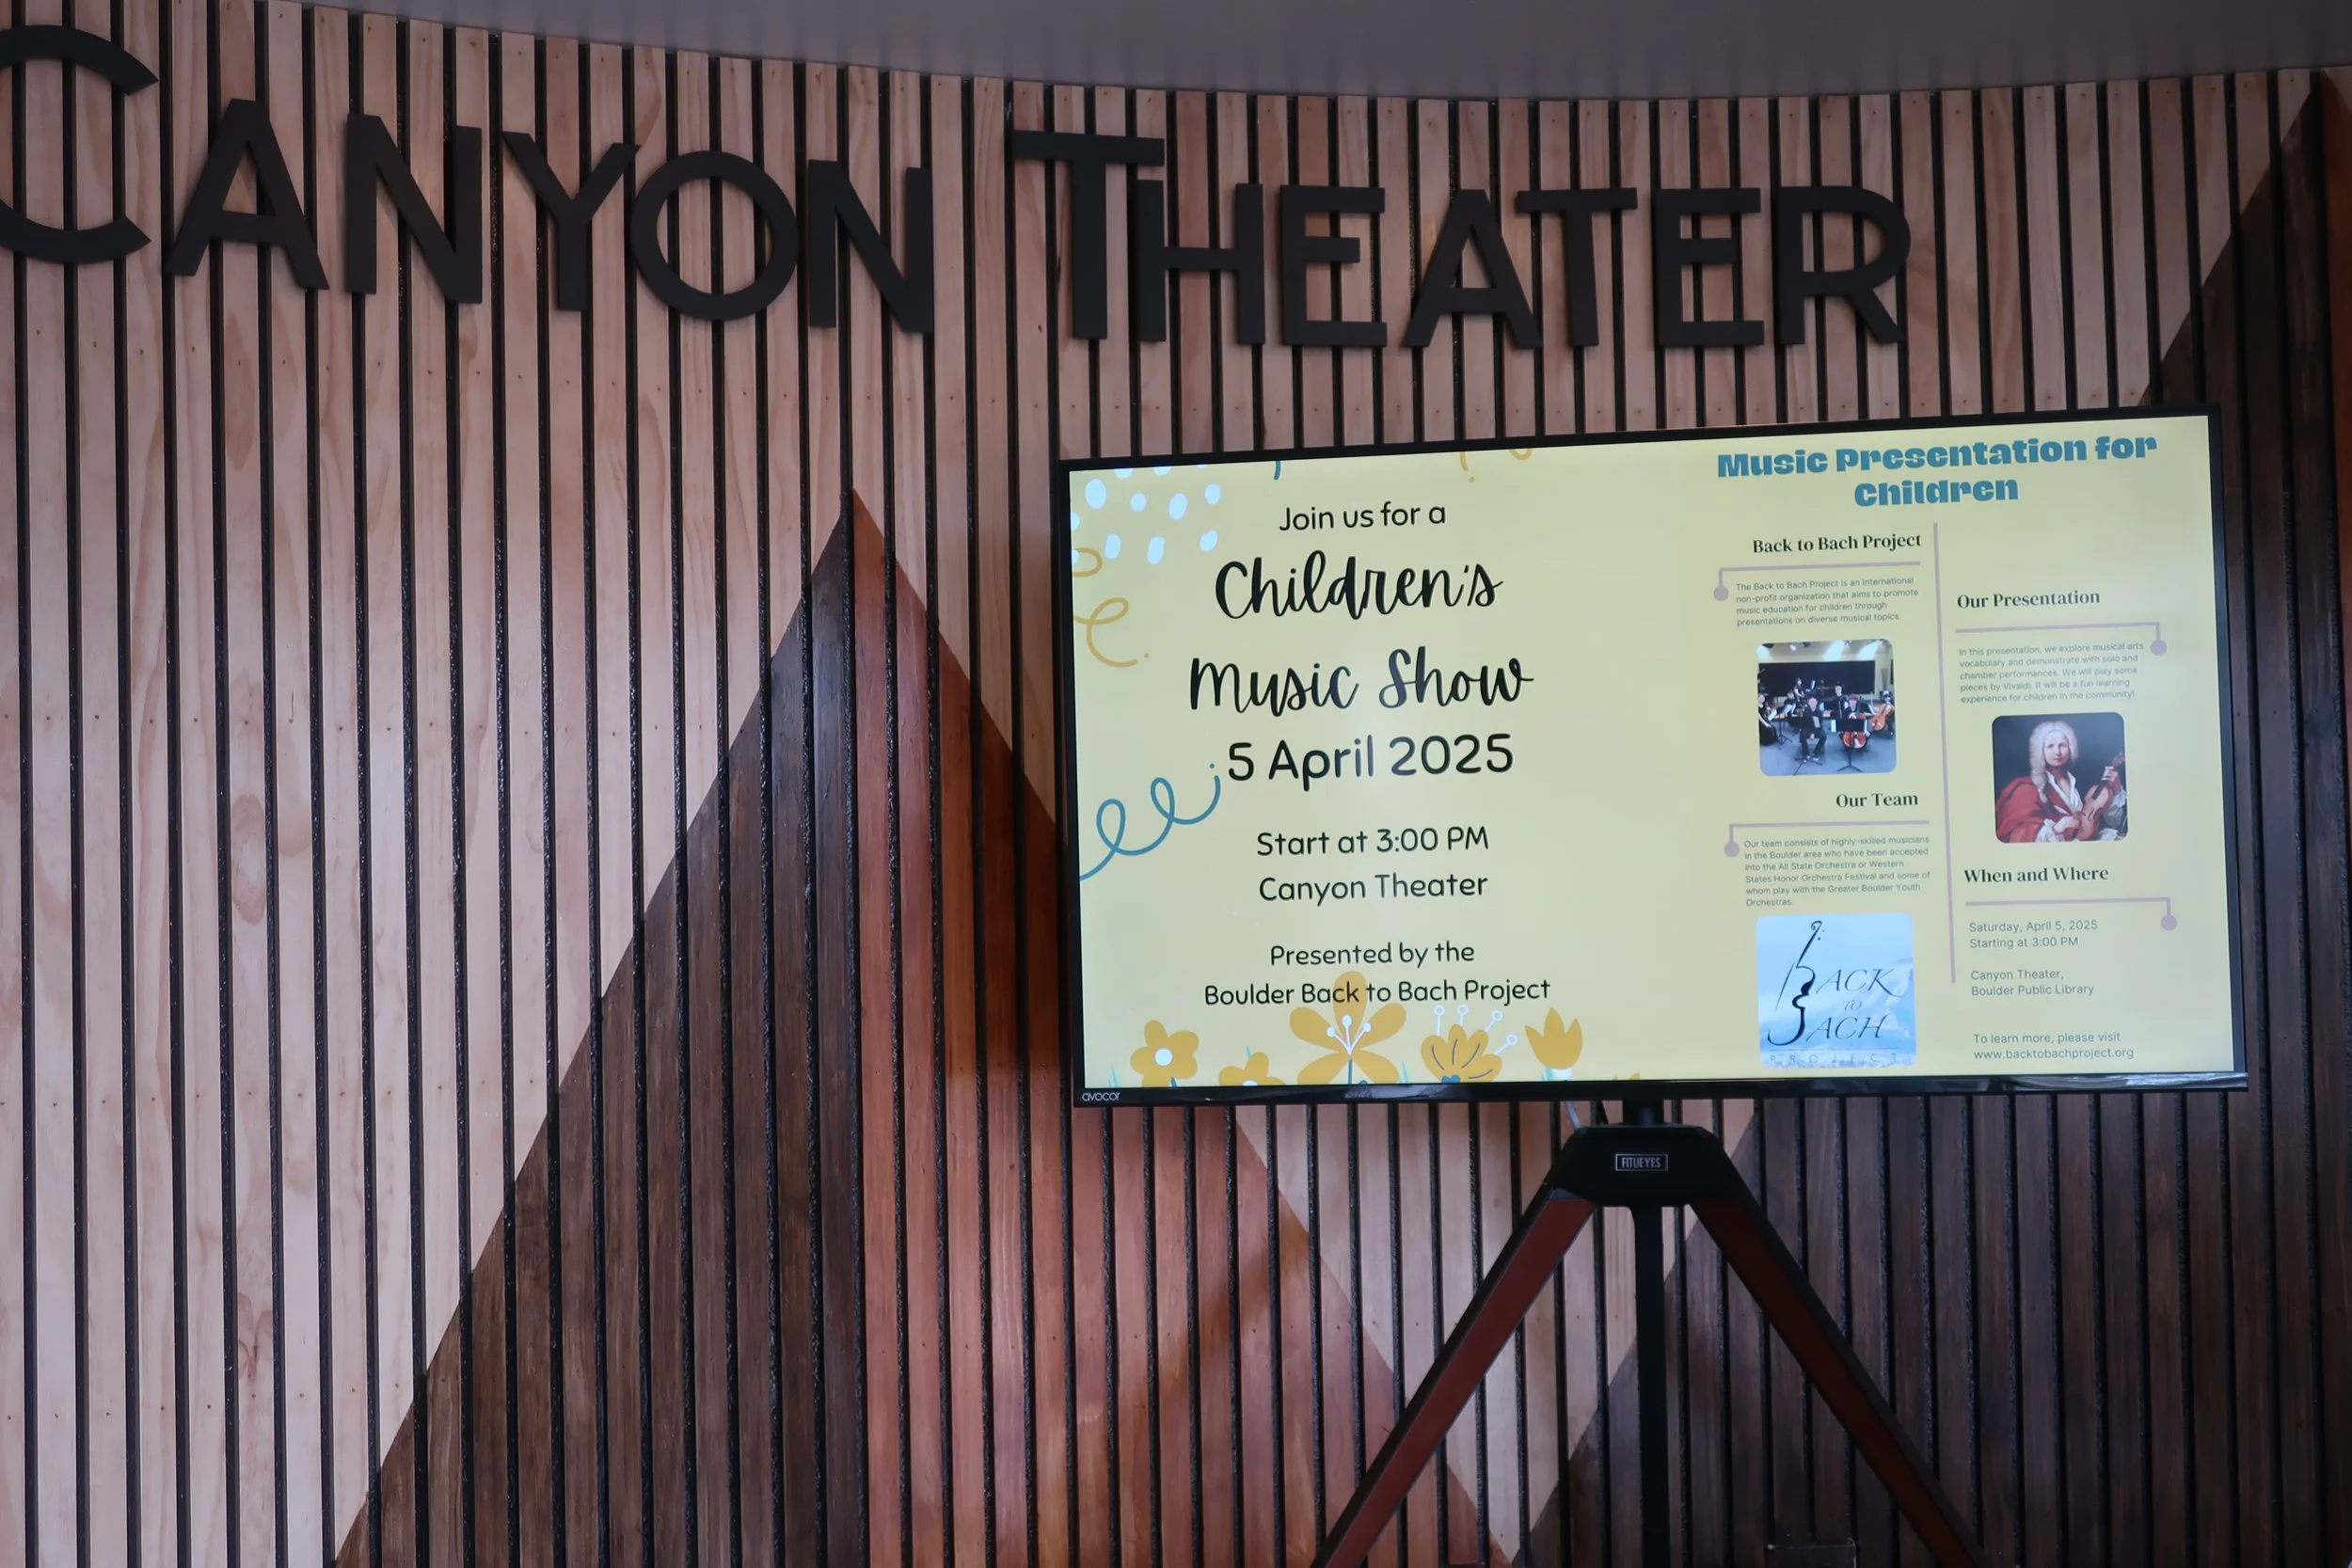 CANYON THEATER
Join us for a
Children's
Music Show
5 April 2025
Start at 3:00 PM
Canyon Theater
Presented by the
Boulder Back to Bach Project
Music Presentation for
Children
Back to Bach Project
The Back to Bach Project is an international
non-profit organization that aims to promote
music education for children through
presentations on diverse musical topics.
Our Team
Our team consists of highly-skilled musicians
in the Boulder area who have been accepted
into the All State Orchestra or Western
States Honor Orchestra Festival and some of
whom play with the Greater Boulder Youth
Orchestras.
BACK
TO
BACH
PROJECT
Our Presentation
In this presentation, we explore musical arts
vocabulary and demonstrate with solo and
chamber performances. We will play some
pieces by Vivaldi. It will be a fun learning
experience for children in the community!
When and Where
Saturday, April 5, 2025
Starting at 3:00 PM
Canyon Theater,
Boulder Public Library
To learn more, please visit
www.backtobachproject.org
avocor
FITUEYES